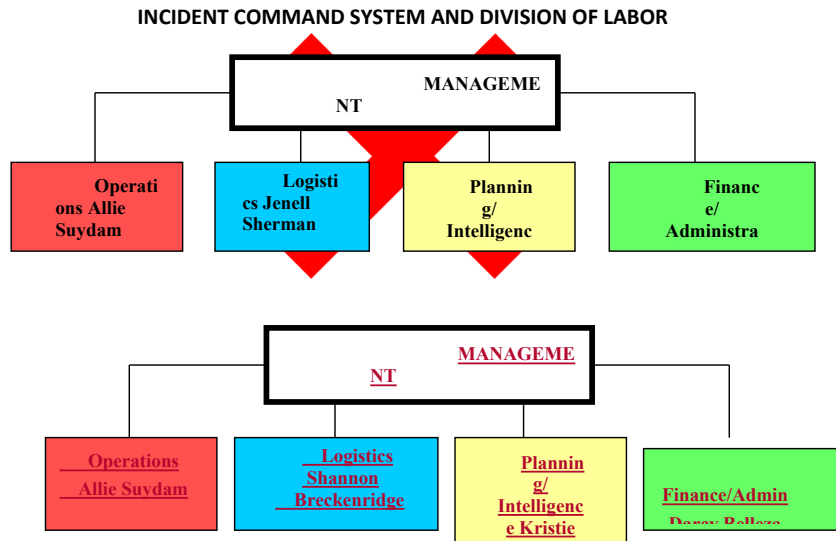 INCIDENT COMMAND SYSTEM AND DIVISION OF LABOR
MANAGEME
NT
Operati
ons Allie
Suydam
Logisti
cs Jenell
Sherman
Plannin
g/
Intelligenc
Financ
e/
Administra
MANAGEME
NT
Operations
Allie Suydam
Logistics
Shannon
Breckenridge
Plannin
g/
Intelligenc
e Kristie
Finance/Admin